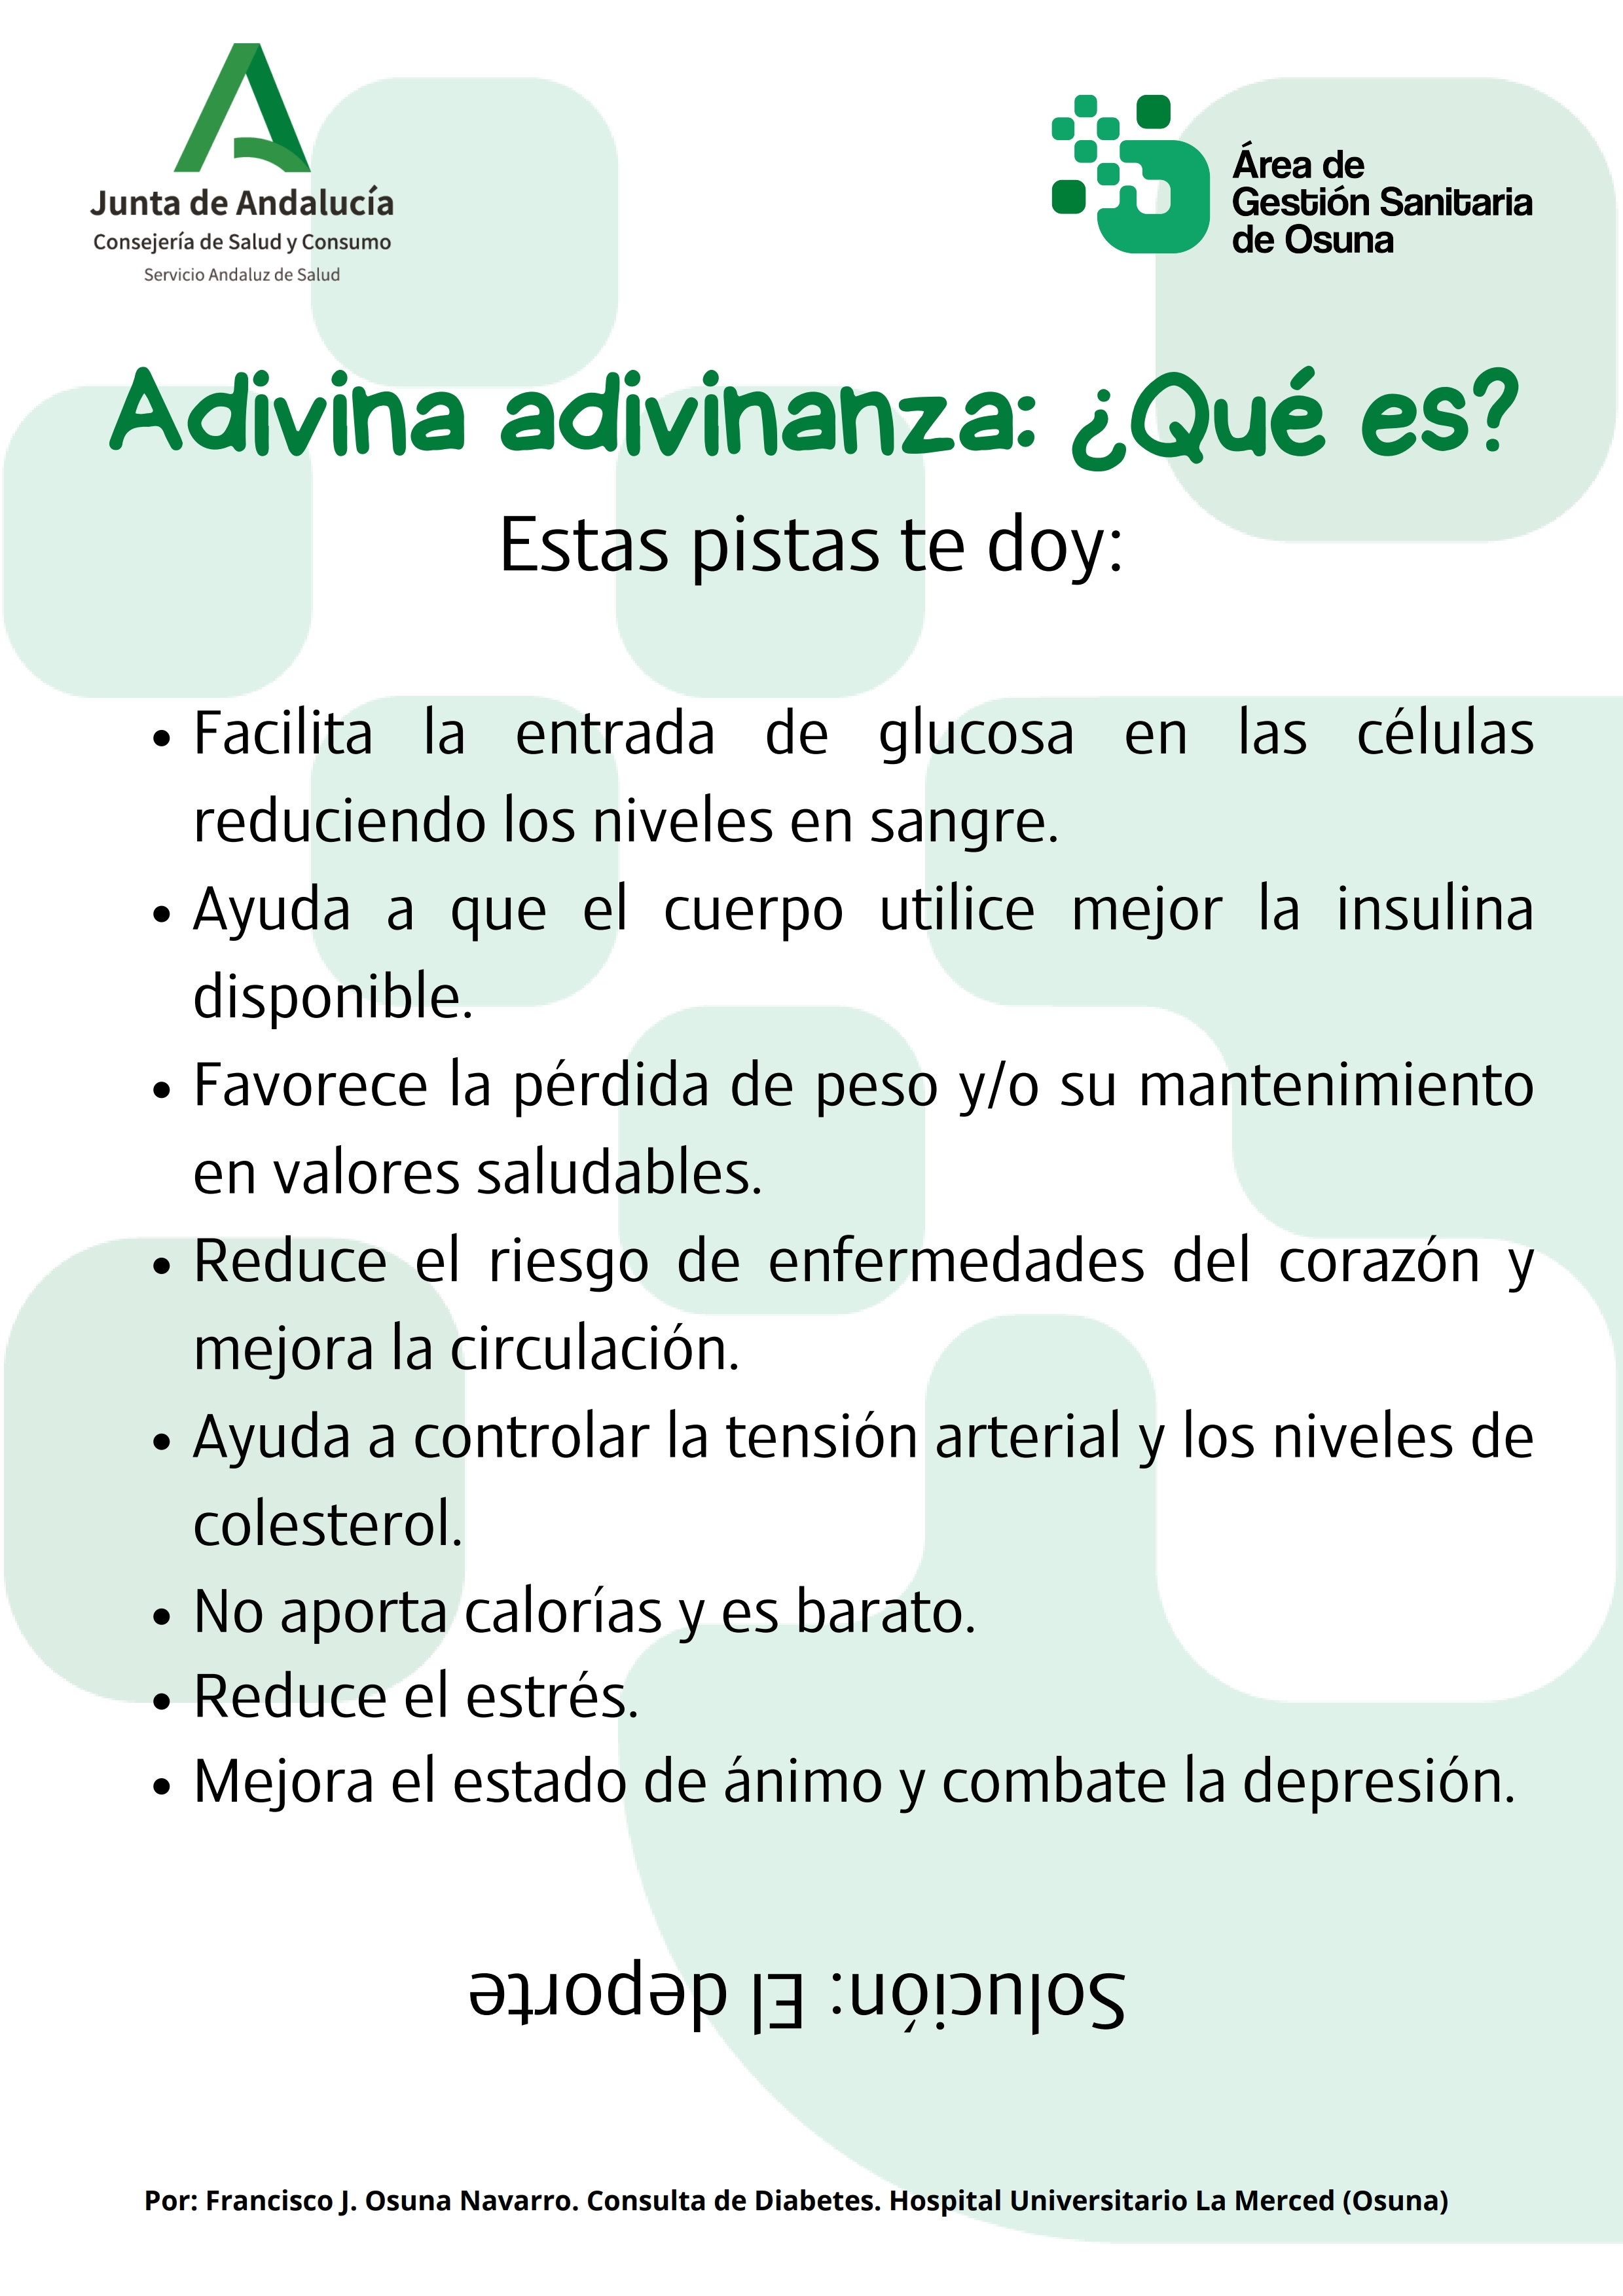 Junta de Andalucía
Consejería de Salud y Consumo
Servicio Andaluz de Salud
Área de
Gestión Sanitaria
de Osuna
Adivina adivinanza: ¿Qué es?
Estas pistas te doy:
• Facilita la entrada de glucosa en las células
reduciendo los niveles en sangre.
• Ayuda a que el cuerpo utilice mejor la insulina
disponible.
• Favorece la pérdida de peso y/o su mantenimiento
en valores saludables.
• Reduce el riesgo de enfermedades del corazón y
mejora la circulación.
• Ayuda a controlar la tensión arterial y los niveles de
colesterol.
• No aporta calorías y es barato.
• Reduce el estrés.
• Mejora el estado de ánimo y combate la depresión.
Solución: El deporte
Por: Francisco J. Osuna Navarro. Consulta de Diabetes. Hospital Universitario La Merced (Osuna)